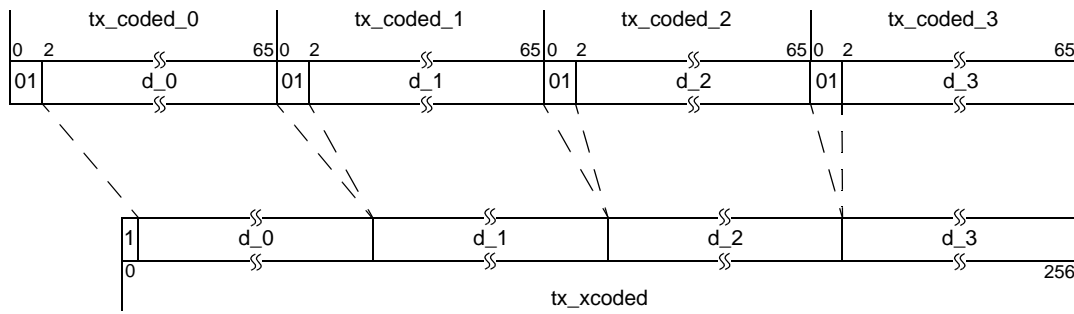 tx_coded_0 tx_coded_1 tx_coded_2 tx_coded_3
0 2 65 0 2 65 0 2 65 0 2 65
01 d_0 01 d_1 01 d_2 01 d_3
1 d_0 d_1 d_2 d_3
0 256
tx_xcoded